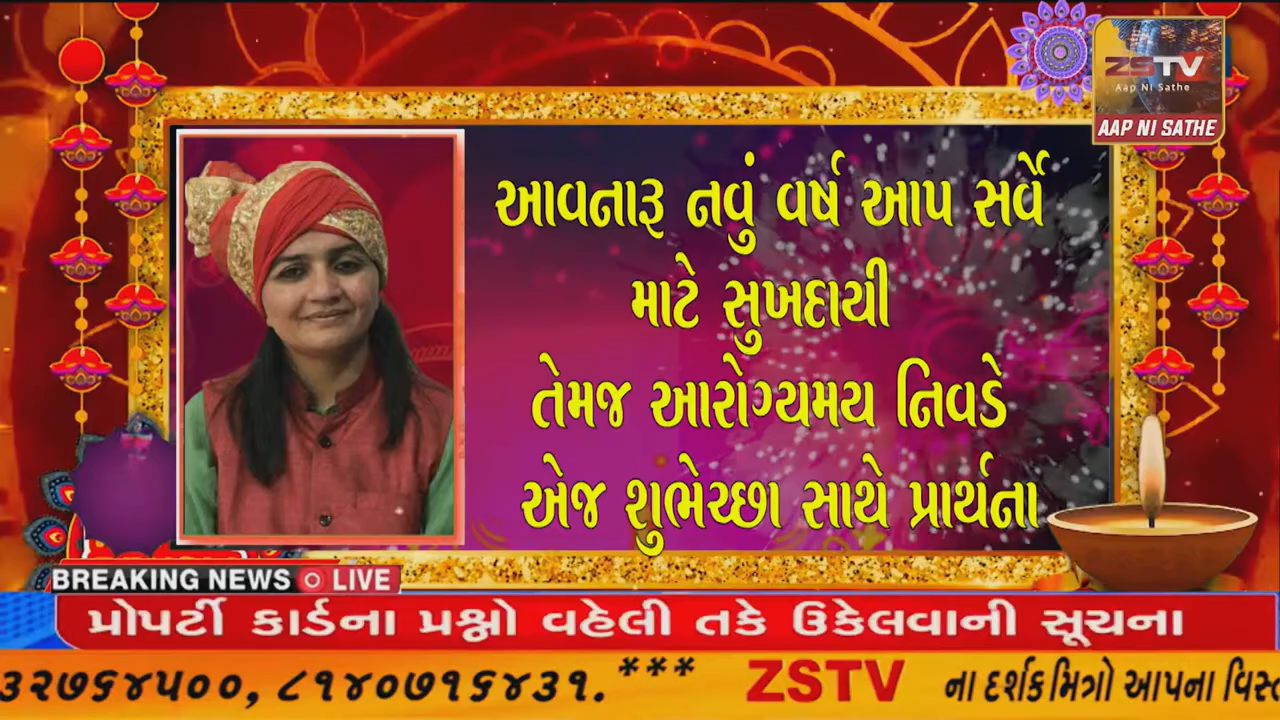 ZSTV
Aap Ni Sathe
AAP NI SATHE
આવનારૂ નવું વર્ષ આપ સર્વે
માટે સુખદાયી
તેમજ આરોગ્યમય નિવડે
એજ શુભેચ્છા સાથે પ્રાર્થના
BREAKING NEWS LIVE
પ્રોપર્ટી કાર્ડના પ્રશ્નો વહેલી તકે ઉકેલવાની સૂચના
૩૨૭૬૪૫૦૦, ૮૧૪૦૭૧૬૪૩૧. *** ZSTV ના દર્શક મિત્રો આપના